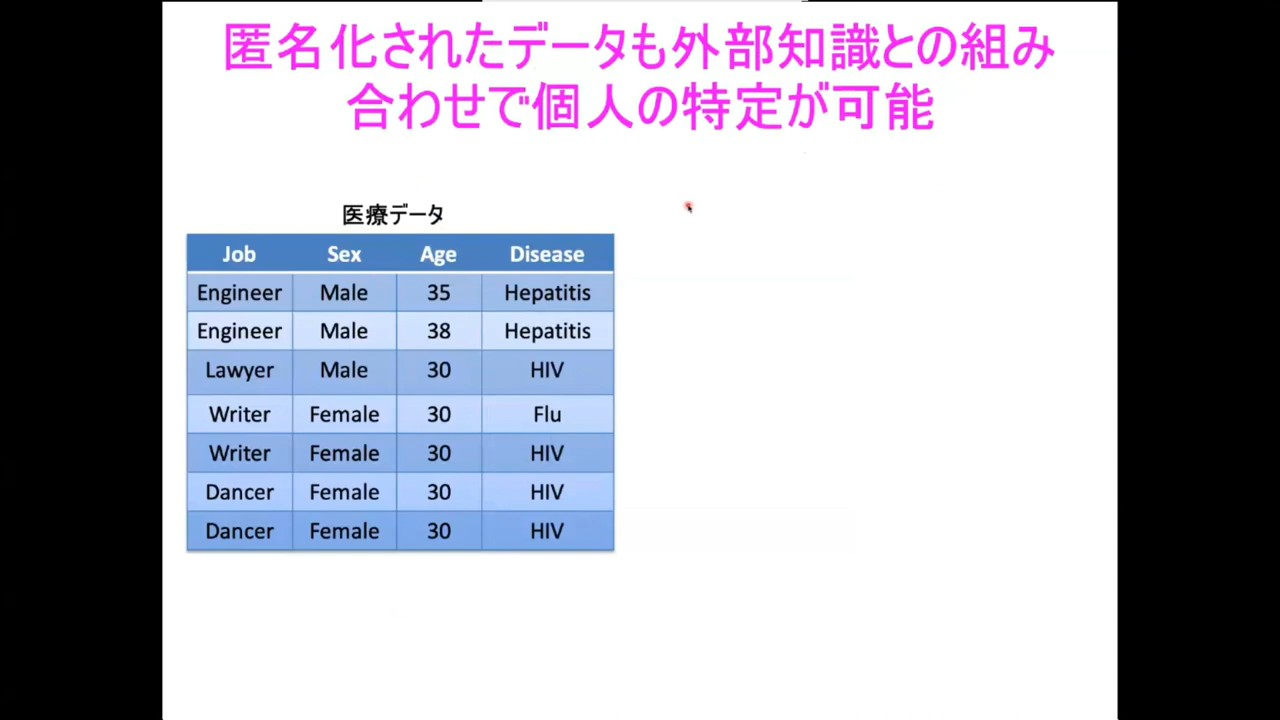 匿名化されたデータも外部知識との組み
合わせで個人の特定が可能
医療データ
Job Sex Age Disease
Engineer Male 35 Hepatitis
Engineer Male 38 Hepatitis
Lawyer Male 30 HIV
Writer Female 30 Flu
Writer Female 30 HIV
Dancer Female 30 HIV
Dancer Female 30 HIV